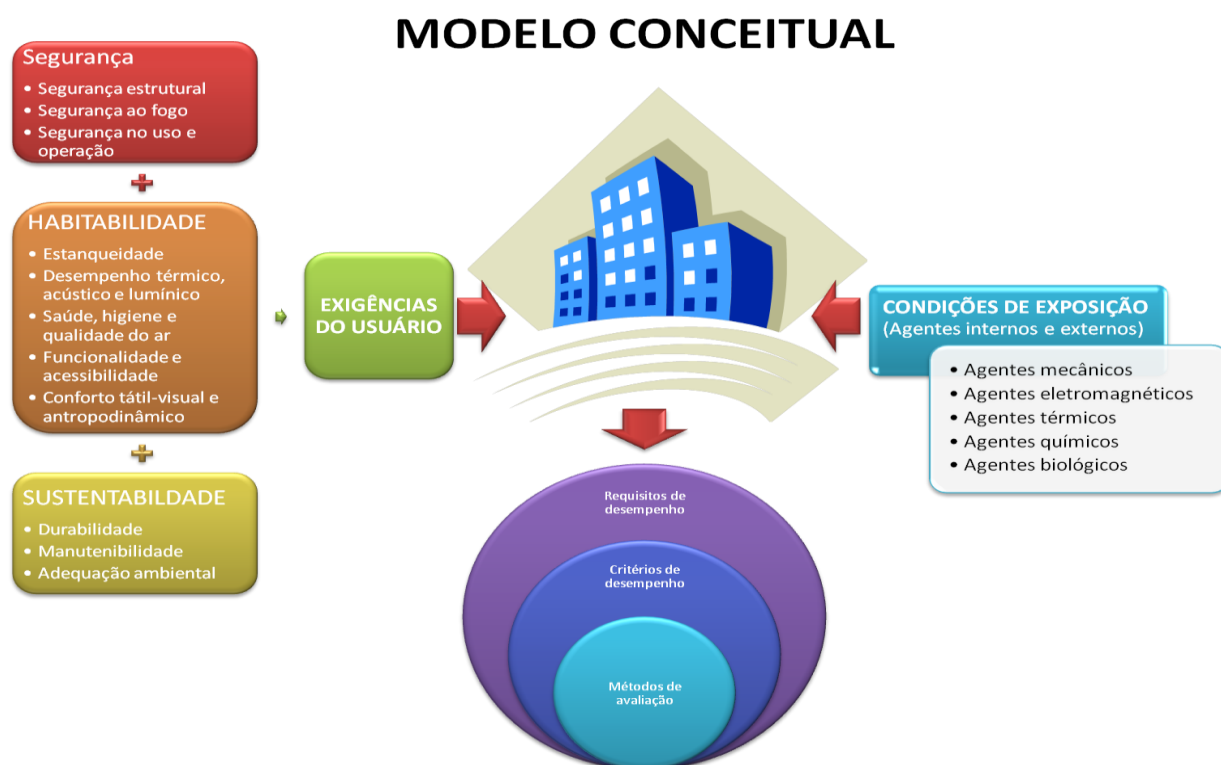 MODELO CONCEITUAL
Segurança
• Segurança estrutural
• Segurança ao fogo
• Segurança no uso e
operação
HABITABILIDADE
• Estanqueidade
• Desempenho térmico,
acústico e lumínico
• Saúde, higiene e
qualidade do ar
• Funcionalidade e
acessibilidade
• Conforto tátil-visual e
antropodinâmico
SUSTENTABILDADE
• Durabilidade
• Manutenibilidade
• Adequação ambiental
EXIGÊNCIAS
DO USUÁRIO
CONDIÇÕES DE EXPOSIÇÃO
(Agentes internos e externos)
• Agentes mecânicos
• Agentes eletromagnéticos
• Agentes térmicos
• Agentes químicos
• Agentes biológicos
Requisitos de
desempenho
Critérios de
desempenho
Métodos de
avaliação